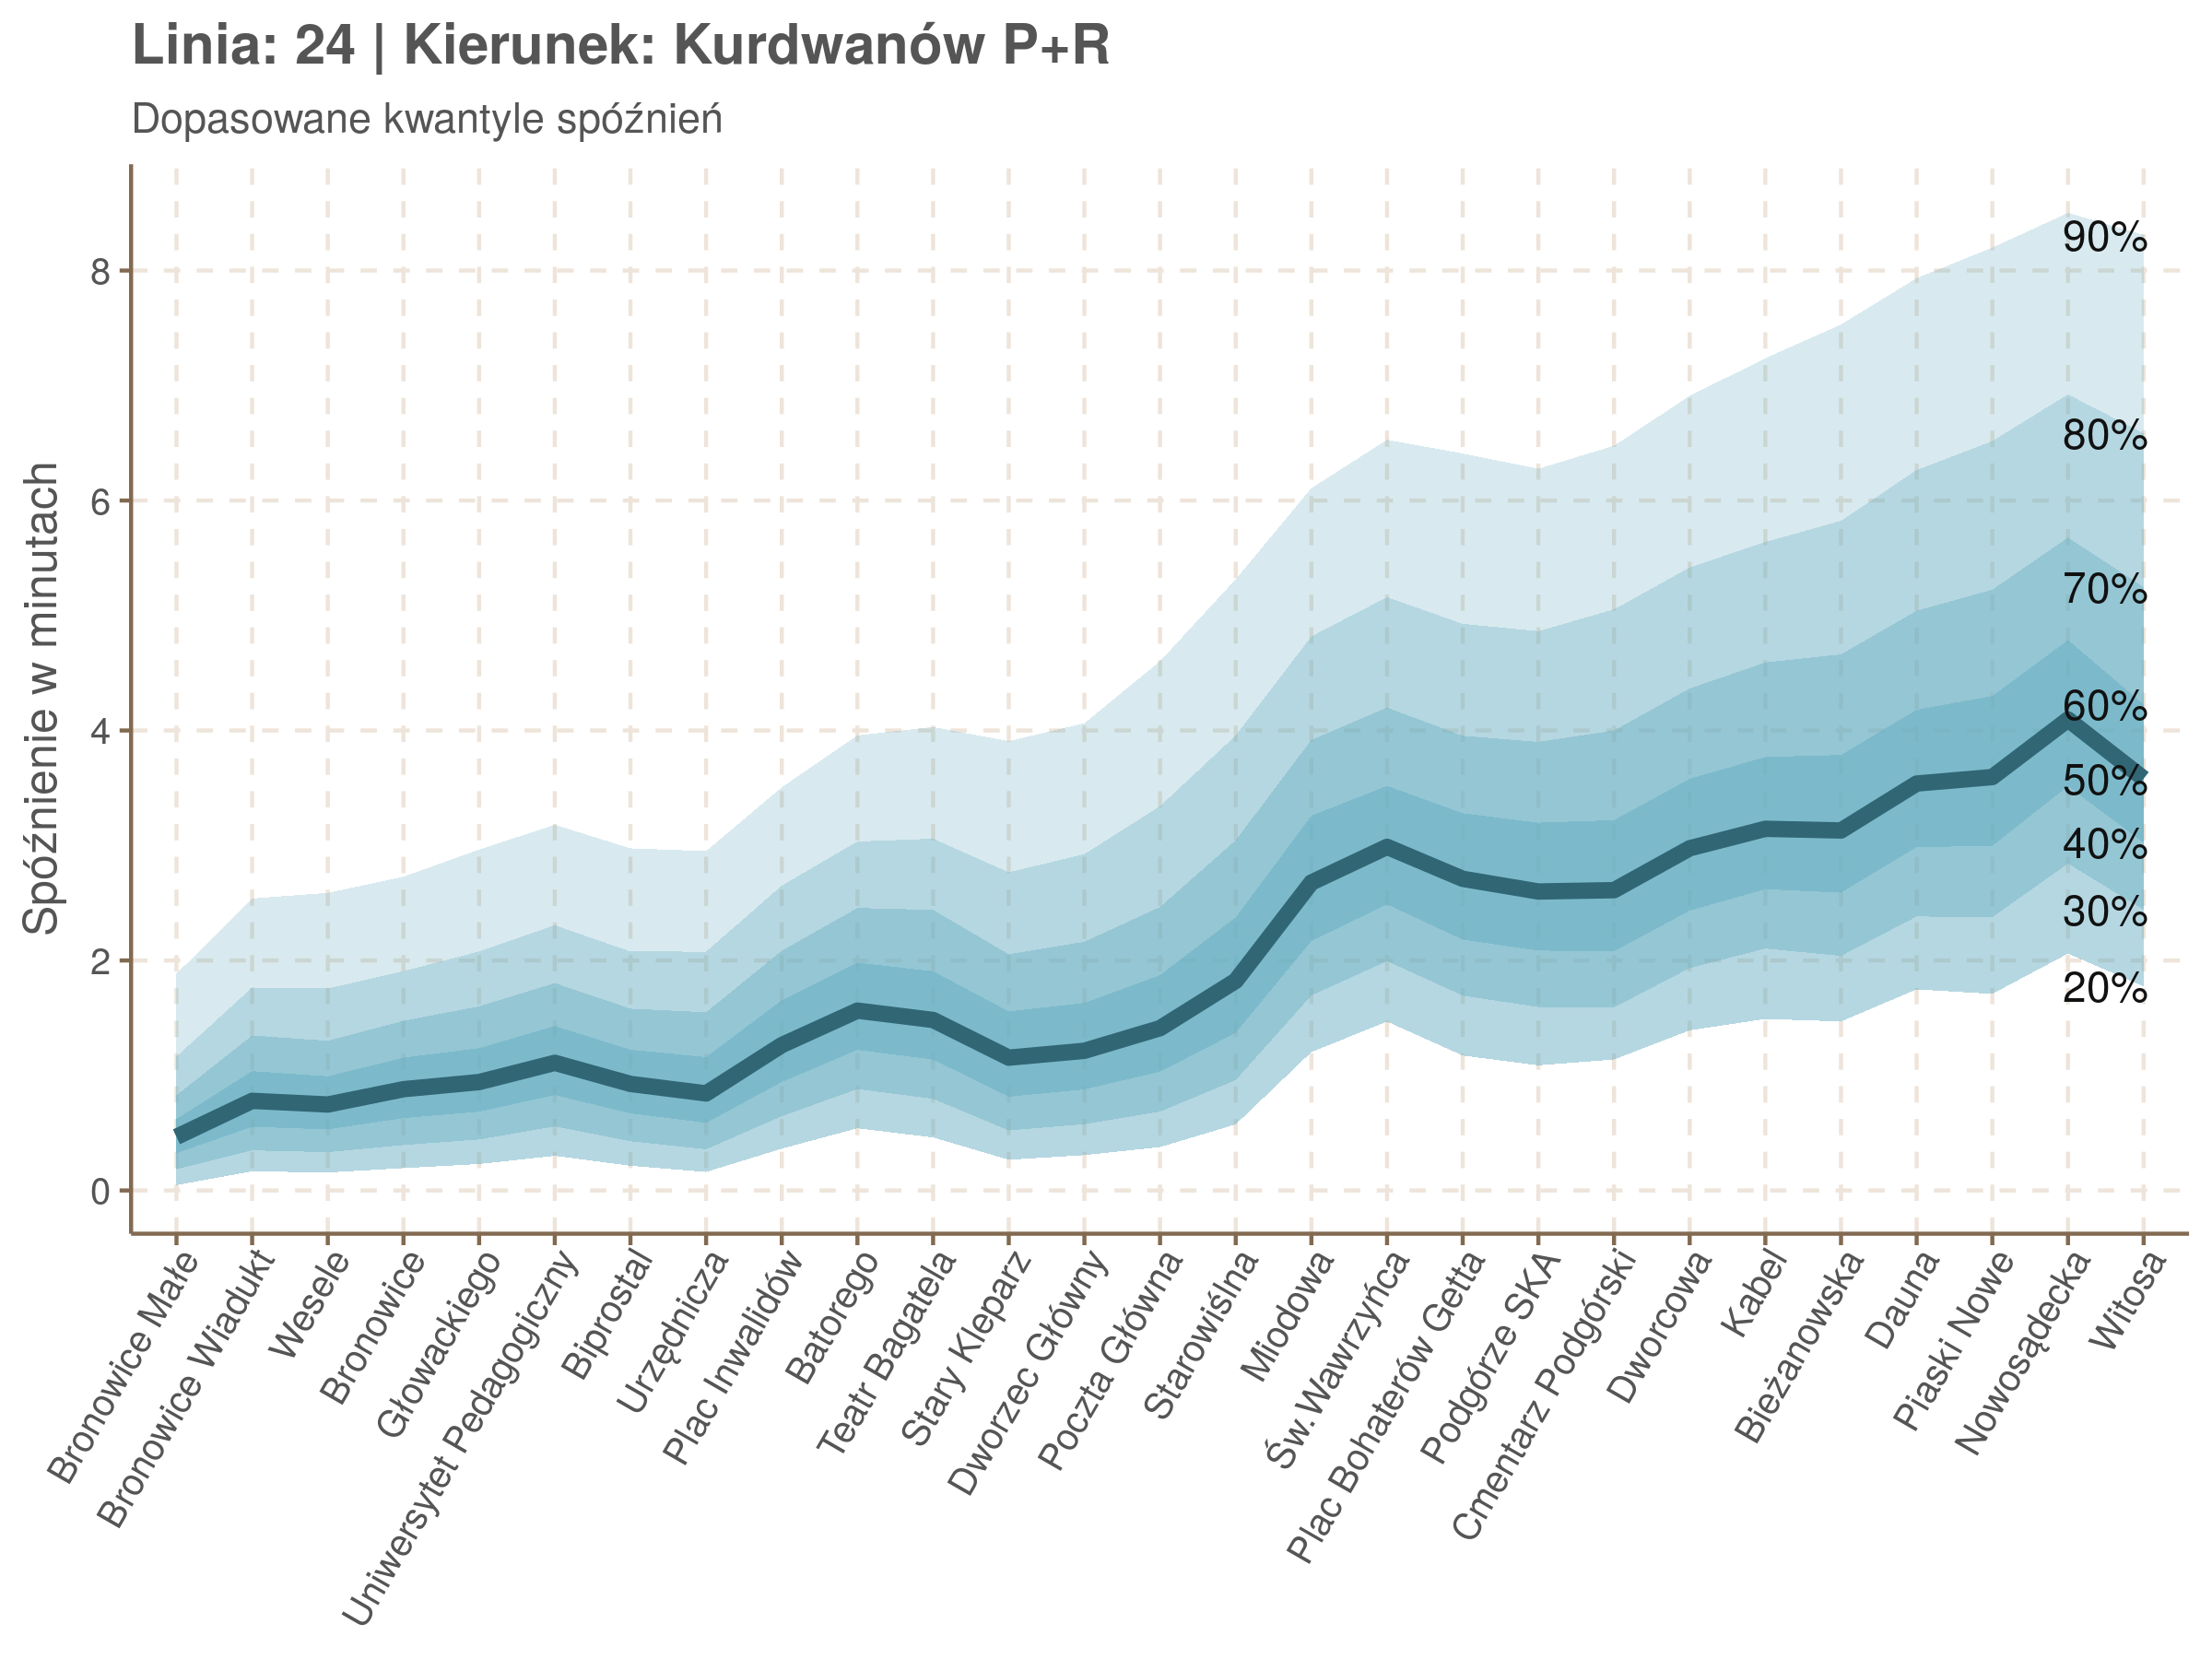 Linia: 24 | Kierunek: Kurdwanów P+R
Dopasowane kwantyle spóźnień
Spóźnienie w minutach
8
6
4
2
0
90%
80%
70%
60%
50%
40%
30%
20%
Bronowice Małe
Bronowice Wiadukt
Wesele
Bronowice
Głowackiego
Uniwersytet Pedagogiczny
Biprostal
Urzędnicza
Plac Inwalidów
Batorego
Teatr Bagatela
Stary Kleparz
Dworzec Główny
Poczta Główna
Starowiślna
Miodowa
Św.Wawrzyńca
Plac Bohaterów Getta
Podgórze SKA
Cmentarz Podgórski
Dworcowa
Kabel
Bieżanowska
Dauna
Piaski Nowe
Nowosądecka
Witosa